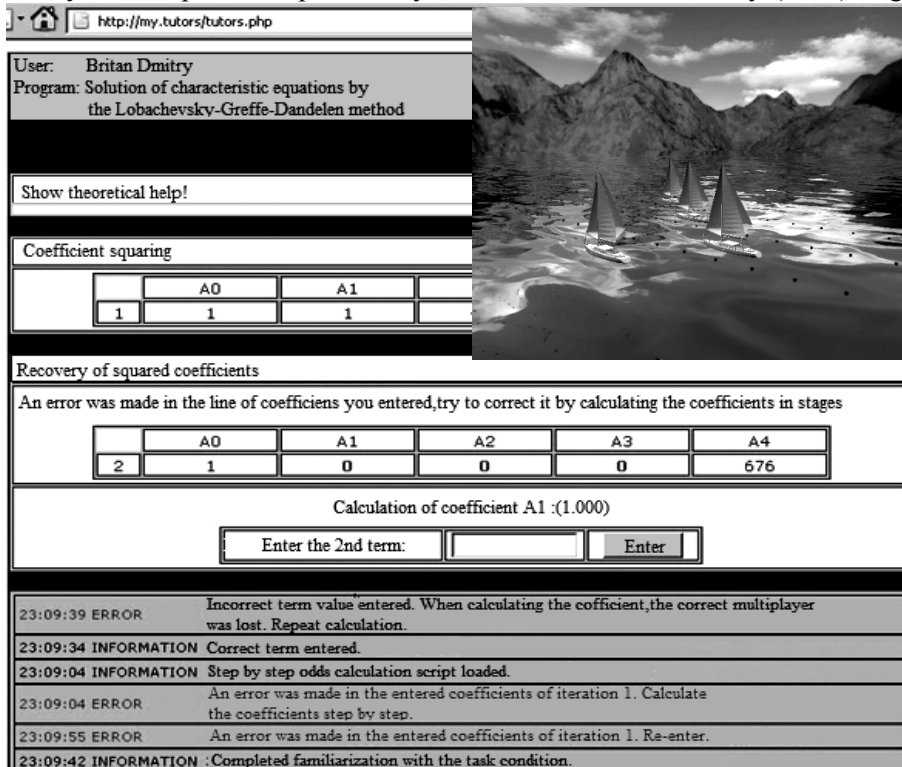 http://my.tutors/tutors.php
User: Britan Dmitry
Program: Solution of characteristic equations by
the Lobachevsky-Greffe-Dandelen method
Show theoretical help!
Coefficient squaring
A0 A1
1 1 1
Recovery of squared coefficients
An error was made in the line of coefficiens you entered,try to correct it by calculating the coefficients in stages
A0 A1 A2 A3 A4
2 1 0 0 0 676
Calculation of coefficient A1 :(1.000)
Enter the 2nd term: Enter
23:09:39 ERROR Incorrect term value entered. When calculating the cofficient,the correct multiplayer
was lost. Repeat calculation.
23:09:34 INFORMATION Correct term entered.
23:09:04 INFORMATION Step by step odds calculation script loaded.
23:09:04 ERROR An error was made in the entered coefficients of iteration 1. Calculate
the coefficients step by step.
23:09:55 ERROR An error was made in the entered coefficients of iteration 1. Re-enter.
23:09:42 INFORMATION :Completed familiarization with the task condition.